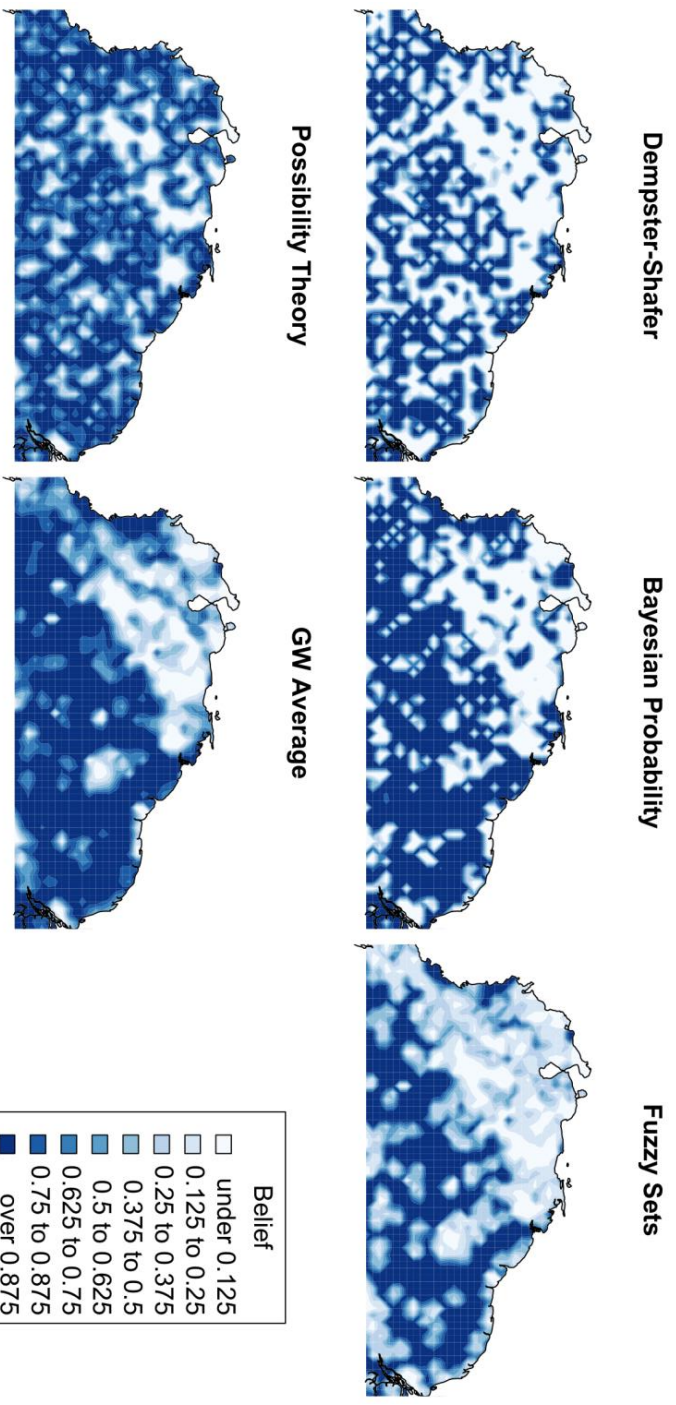 Dempster-Shafer
Bayesian Probability
Fuzzy Sets
Possibility Theory
GW Average
Belief
under 0.125
0.125 to 0.25
0.25 to 0.375
0.375 to 0.5
0.5 to 0.625
0.625 to 0.75
0.75 to 0.875
over 0.875